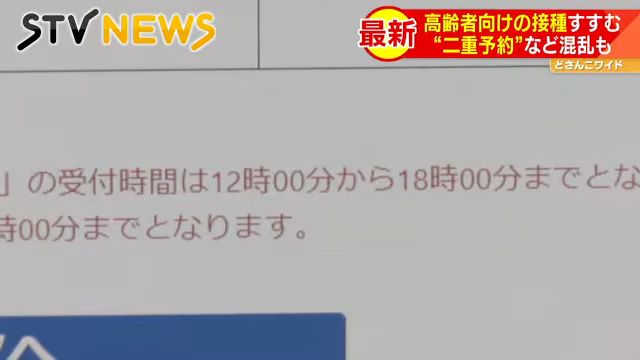 STV NEWS
最新
高齢者向けの接種すすむ
“二重予約”など混乱も
どさんこワイド
」の受付時間は12時00分から18時00分までとな
時00分までとなります。
へ